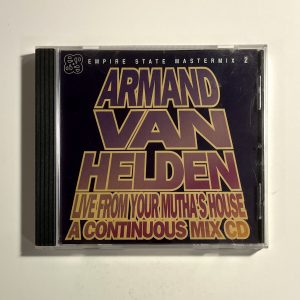 EMPIRE STATE MASTERMIX 2
ARMAND
VAN
HELDEN
LIVE FROM YOUR MUTHA'S HOUSE
A CONTINUOUS MIX CD